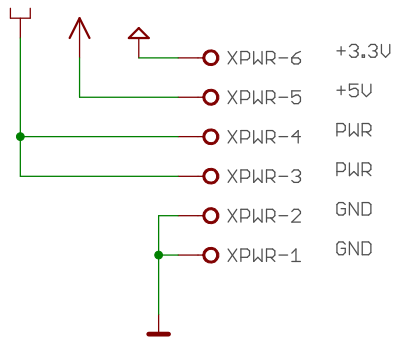 XPWR-6 +3.3V
XPWR-5 +5V
XPWR-4 PWR
XPWR-3 PWR
XPWR-2 GND
XPWR-1 GND